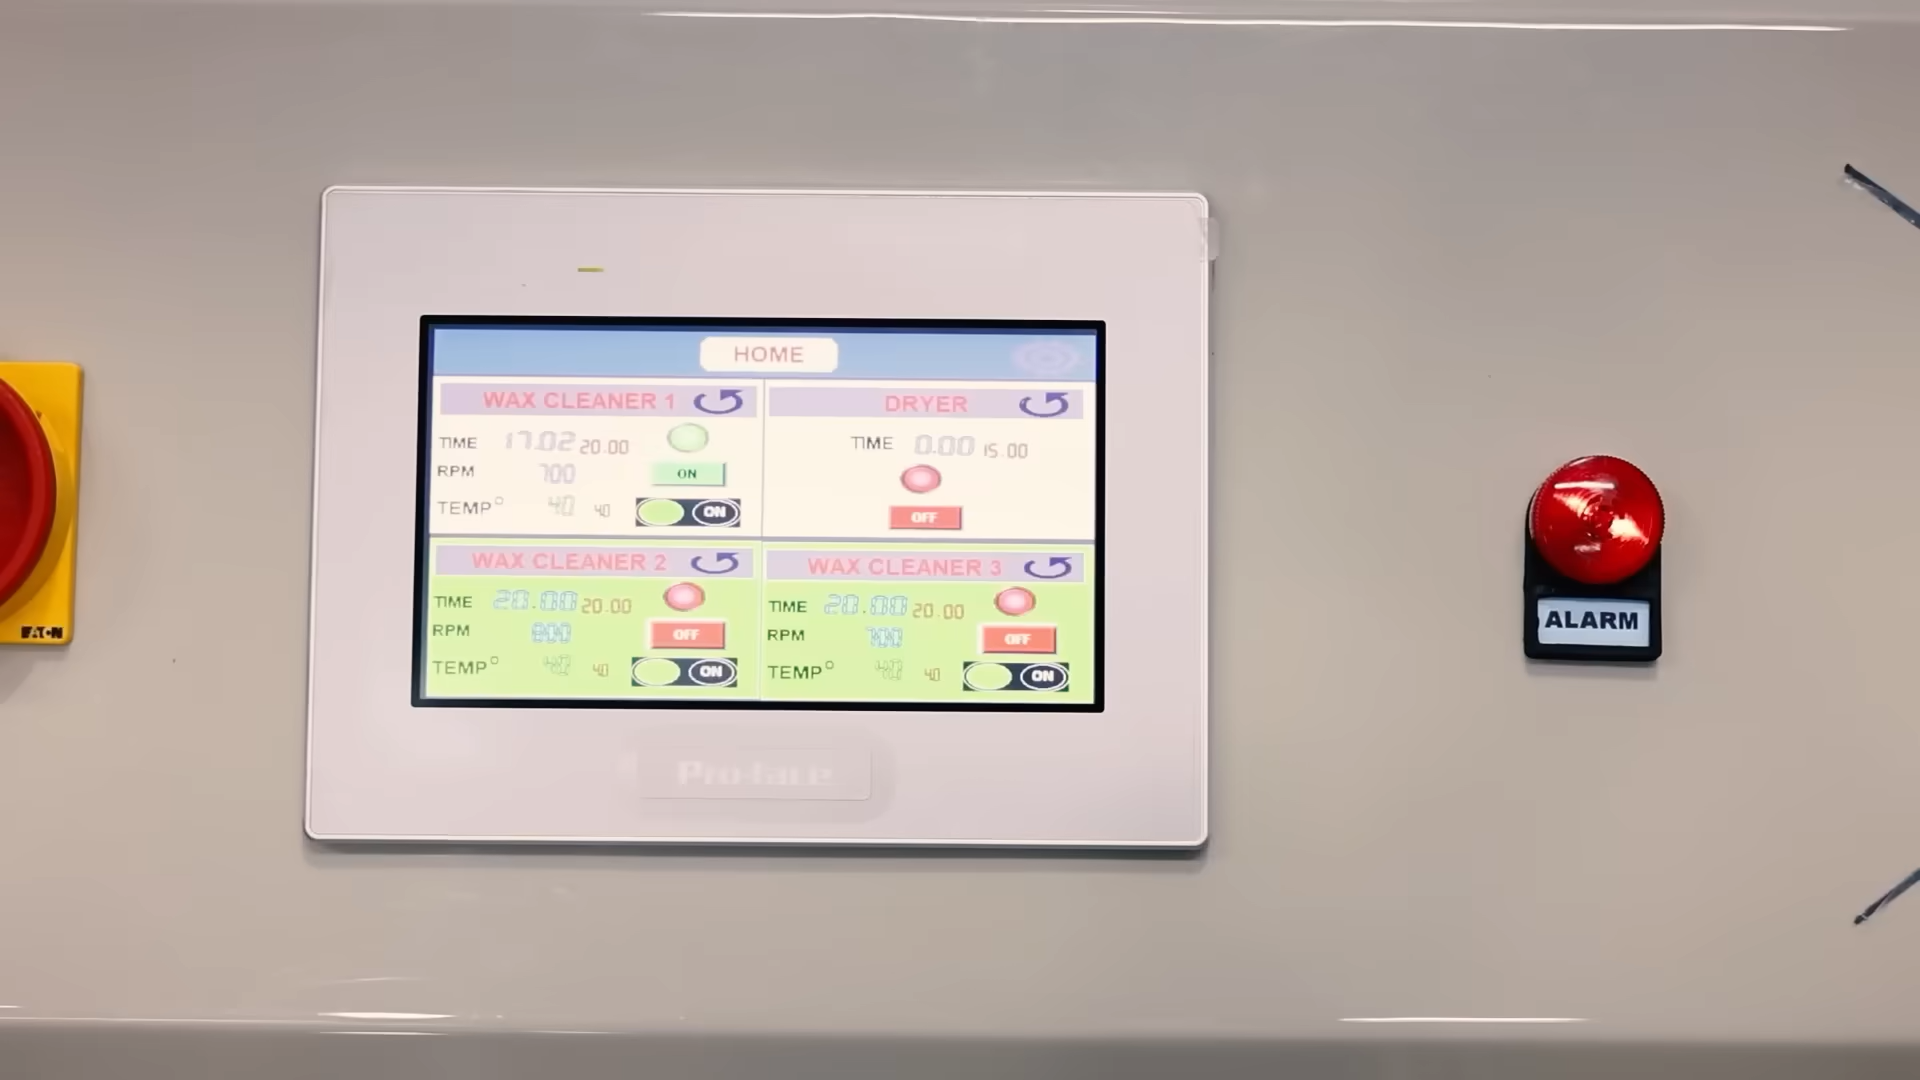 HOME
WAX CLEANER 1
TIME 17.02 20.00
RPM 700
ON
TEMP° 40 40
ON
DRYER
TIME 0.00 15.00
OFF
WAX CLEANER 2
TIME 20.00 20.00
RPM 800
OFF
TEMP° 40 40
ON
WAX CLEANER 3
TIME 20.00 20.00
RPM 700
OFF
TEMP° 40 40
ON
Pro-face
EATON
ALARM